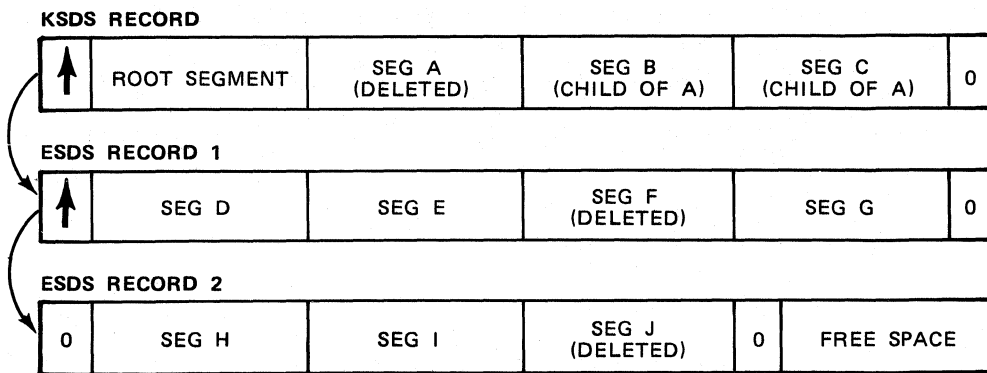 KSDS RECORD
ROOT SEGMENT SEG A (DELETED) SEG B (CHILD OF A) SEG C (CHILD OF A) 0
ESDS RECORD 1
SEG D SEG E SEG F (DELETED) SEG G 0
ESDS RECORD 2
0 SEG H SEG I SEG J (DELETED) 0 FREE SPACE